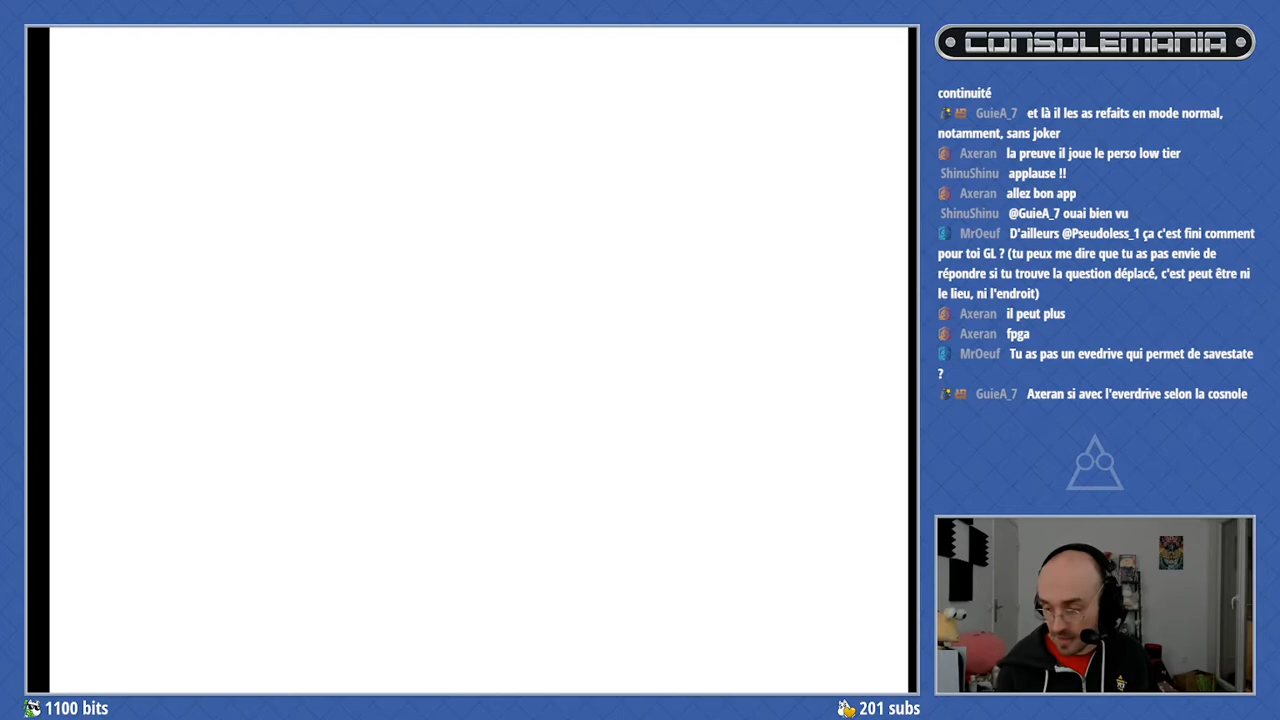 CONSOLEMANIA
continuité
GuieA_7 et là il les as refaits en mode normal,
notamment, sans joker
Axeran la preuve il joue le perso low tier
ShinuShinu applause !!
Axeran allez bon app
ShinuShinu @GuieA_7 ouai bien vu
MrOeuf D'ailleurs @Pseudoless_1 ça c'est fini comment
pour toi GL ? (tu peux me dire que tu as pas envie de
répondre si tu trouve la question déplacé, c'est peut être ni
le lieu, ni l'endroit)
Axeran il peut plus
Axeran fpga
MrOeuf Tu as pas un evedrive qui permet de savestate
?
GuieA_7 Axeran si avec l'everdrive selon la cosnole
1100 bits
201 subs